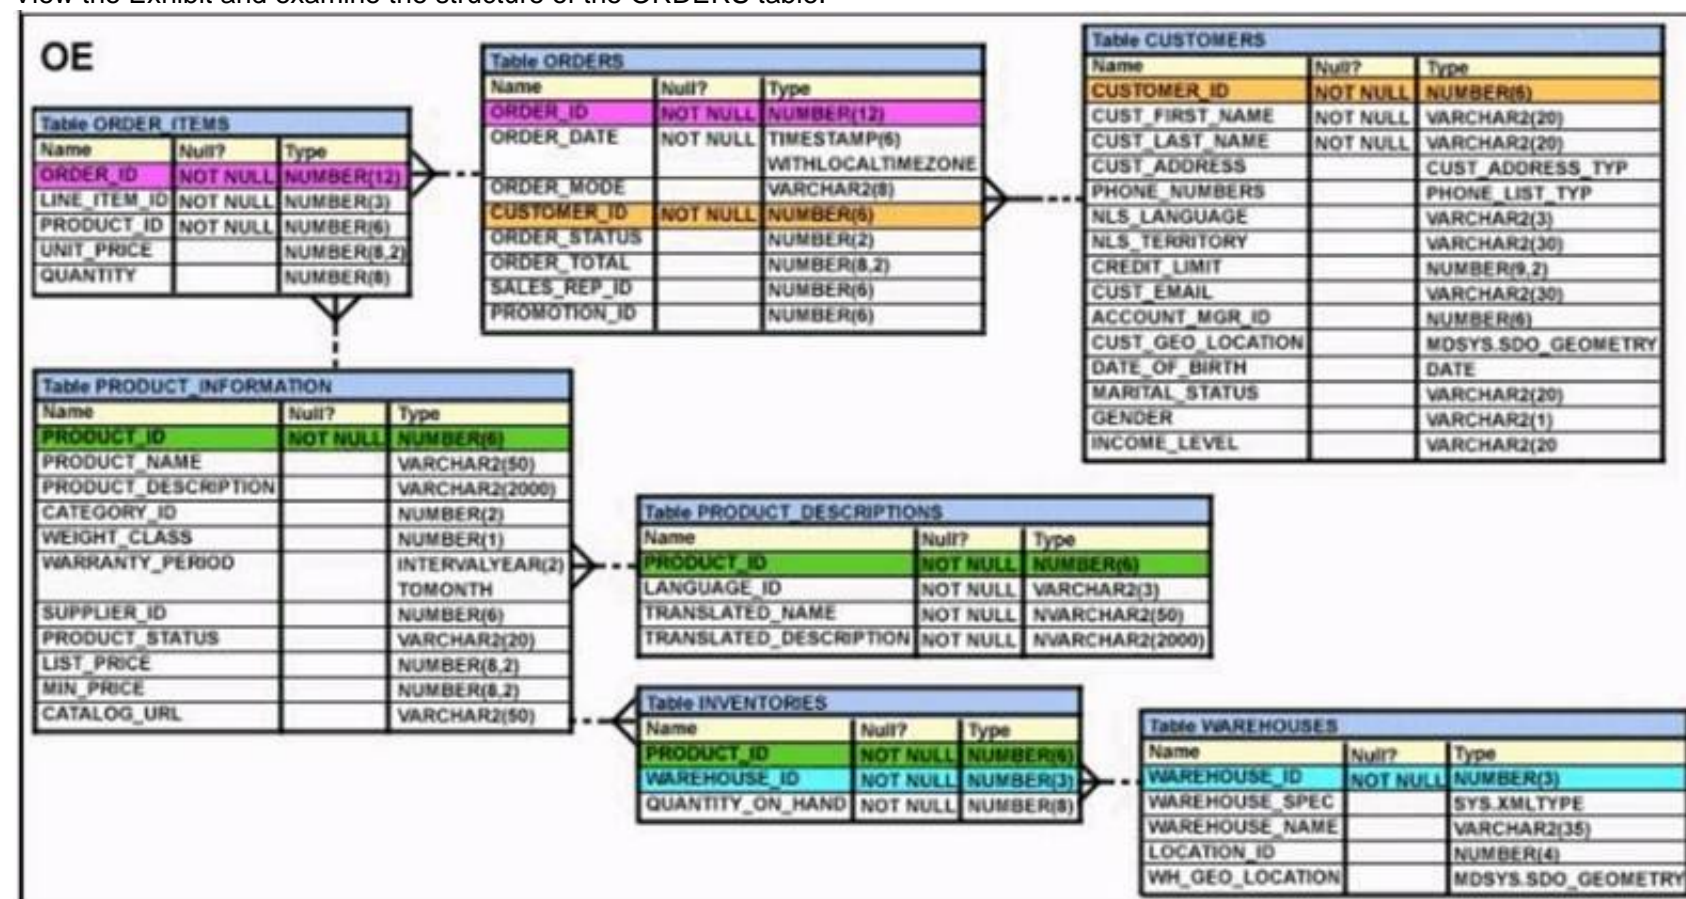 View the Exhibit and examine the structure of the ORDERS table.
OE
Table ORDER_ITEMS
Name Null? Type
ORDER_ID NOT NULL NUMBER(12)
LINE_ITEM_ID NOT NULL NUMBER(3)
PRODUCT_ID NOT NULL NUMBER(6)
UNIT_PRICE NUMBER(8,2)
QUANTITY NUMBER(8)
Table ORDERS
Name Null? Type
ORDER_ID NOT NULL NUMBER(12)
ORDER_DATE NOT NULL TIMESTAMP(6)
WITHLOCALTIMEZONE
ORDER_MODE VARCHAR2(8)
CUSTOMER_ID NOT NULL NUMBER(6)
ORDER_STATUS NUMBER(2)
ORDER_TOTAL NUMBER(8,2)
SALES_REP_ID NUMBER(6)
PROMOTION_ID NUMBER(6)
Table CUSTOMERS
Name Null? Type
CUSTOMER_ID NOT NULL NUMBER(6)
CUST_FIRST_NAME NOT NULL VARCHAR2(20)
CUST_LAST_NAME NOT NULL VARCHAR2(20)
CUST_ADDRESS CUST_ADDRESS_TYP
PHONE_NUMBERS PHONE_LIST_TYP
NLS_LANGUAGE VARCHAR2(3)
NLS_TERRITORY VARCHAR2(30)
CREDIT_LIMIT NUMBER(9,2)
CUST_EMAIL VARCHAR2(30)
ACCOUNT_MGR_ID NUMBER(6)
CUST_GEO_LOCATION MDSYS.SDO_GEOMETRY
DATE_OF_BIRTH DATE
MARITAL_STATUS VARCHAR2(20)
GENDER VARCHAR2(1)
INCOME_LEVEL VARCHAR2(20
Table PRODUCT_INFORMATION
Name Null? Type
PRODUCT_ID NOT NULL NUMBER(6)
PRODUCT_NAME VARCHAR2(50)
PRODUCT_DESCRIPTION VARCHAR2(2000)
CATEGORY_ID NUMBER(2)
WEIGHT_CLASS NUMBER(1)
WARRANTY_PERIOD INTERVALYEAR(2)
TOMONTH
SUPPLIER_ID NUMBER(6)
PRODUCT_STATUS VARCHAR2(20)
LIST_PRICE NUMBER(8,2)
MIN_PRICE NUMBER(8,2)
CATALOG_URL VARCHAR2(50)
Table PRODUCT_DESCRIPTIONS
Name Null? Type
PRODUCT_ID NOT NULL NUMBER(6)
LANGUAGE_ID NOT NULL VARCHAR2(3)
TRANSLATED_NAME NOT NULL NVARCHAR2(50)
TRANSLATED_DESCRIPTION NOT NULL NVARCHAR2(2000)
Table INVENTORIES
Name Null? Type
PRODUCT_ID NOT NULL NUMBER(6)
WAREHOUSE_ID NOT NULL NUMBER(3)
QUANTITY_ON_HAND NOT NULL NUMBER(8)
Table WAREHOUSES
Name Null? Type
WAREHOUSE_ID NOT NULL NUMBER(3)
WAREHOUSE_SPEC SYS.XMLTYPE
WAREHOUSE_NAME VARCHAR2(35)
LOCATION_ID NUMBER(4)
WH_GEO_LOCATION MDSYS.SDO_GEOMETRY